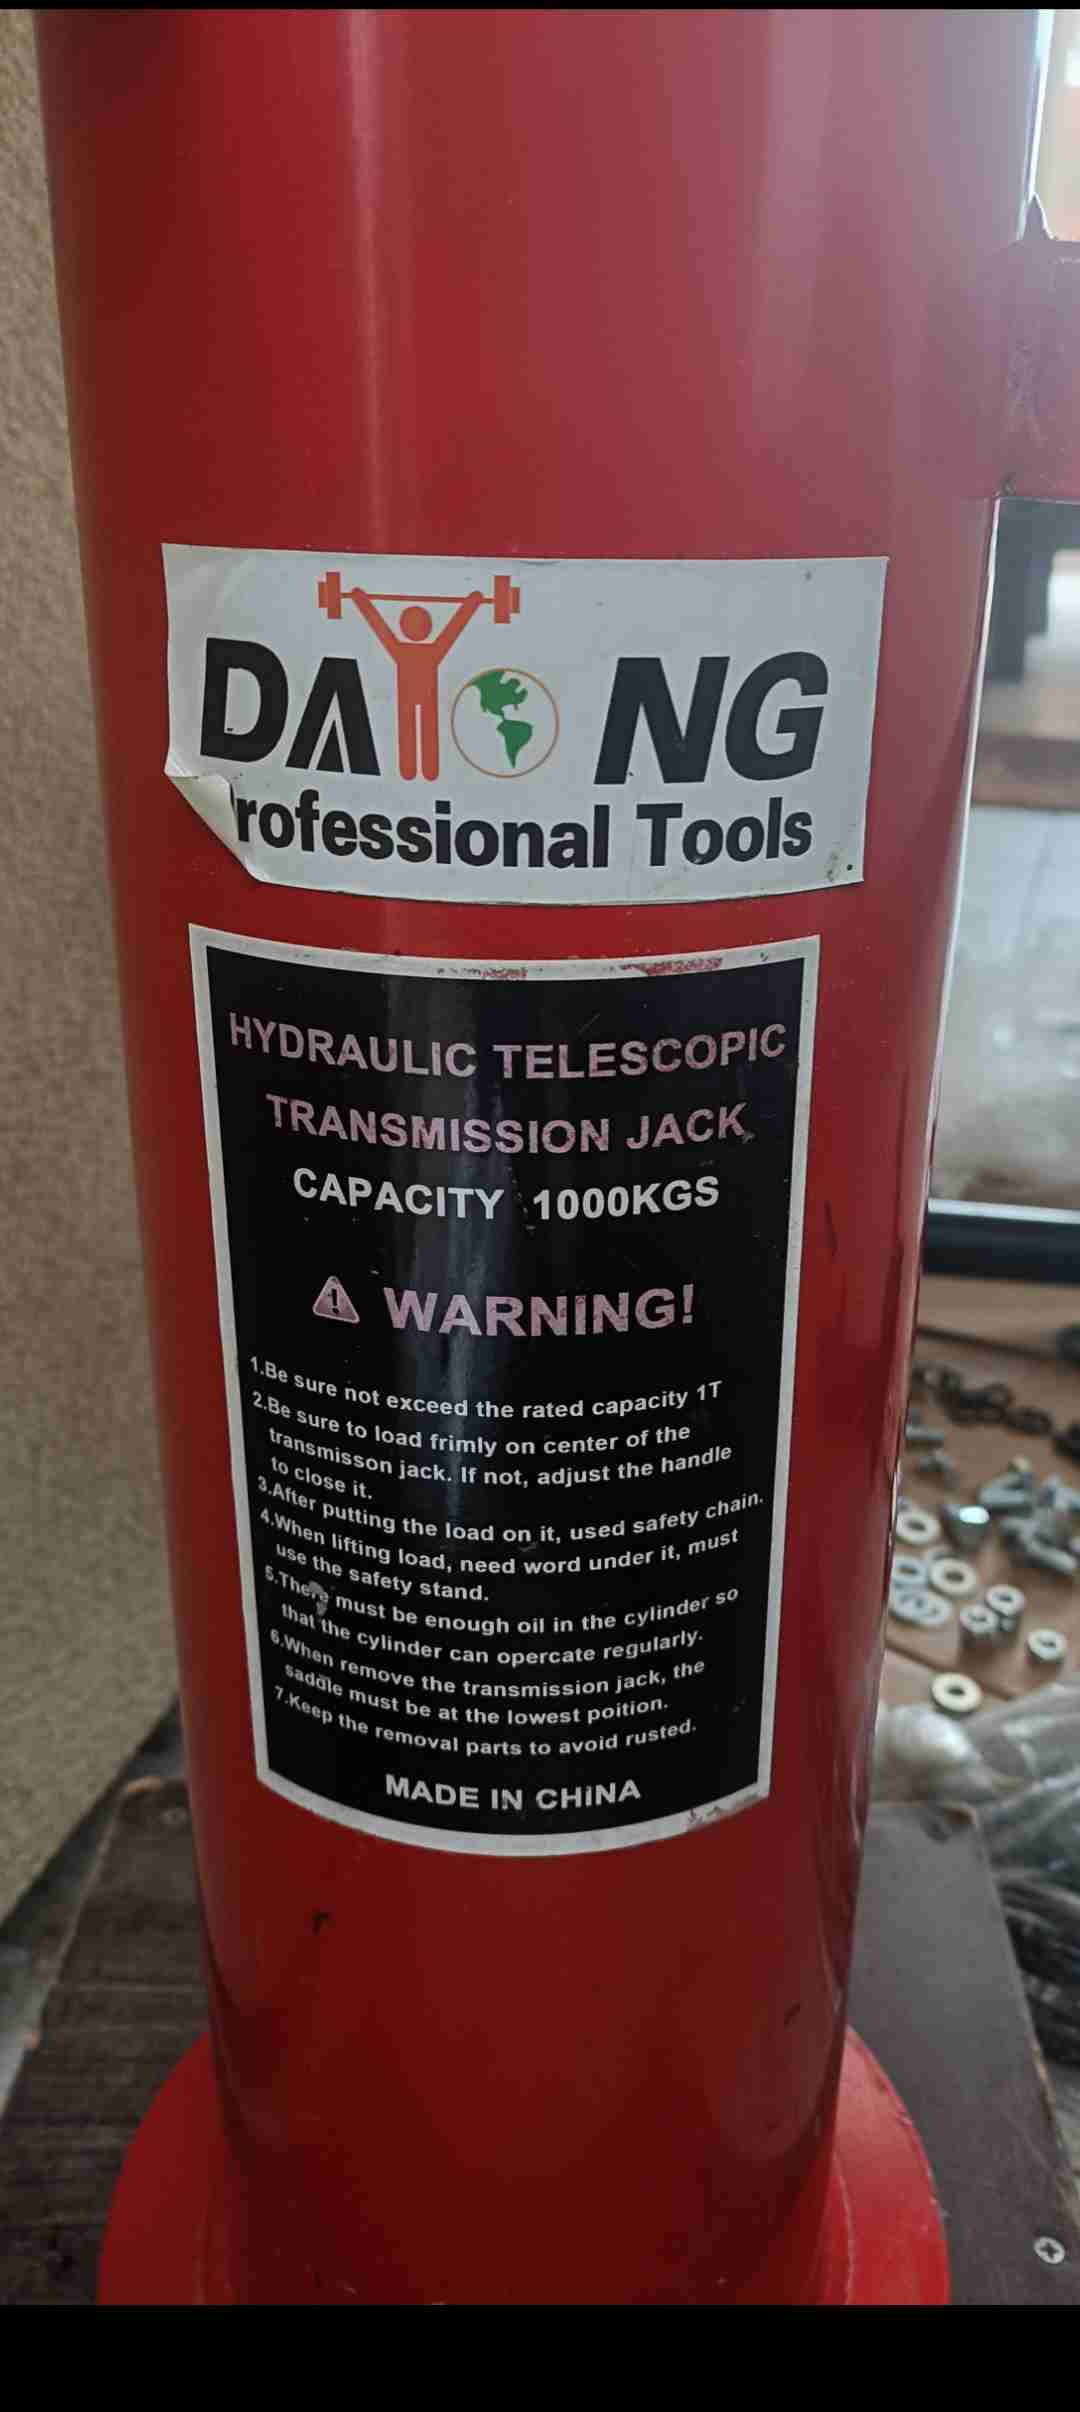 DAYONG
rofessional Tools
HYDRAULIC TELESCOPIC
TRANSMISSION JACK
CAPACITY 1000KGS
WARNING!
1.Be sure not exceed the rated capacity 1T
2.Be sure to load frimly on center of the
transmisson jack. If not, adjust the handle
to close it.
3.After putting the load on it, used safety chain.
4.When lifting load, need word under it, must
use the safety stand.
5.There must be enough oil in the cylinder so
that the cylinder can opercate regularly.
6.When remove the transmission jack, the
saddle must be at the lowest poition.
7.Keep the removal parts to avoid rusted.
MADE IN CHINA